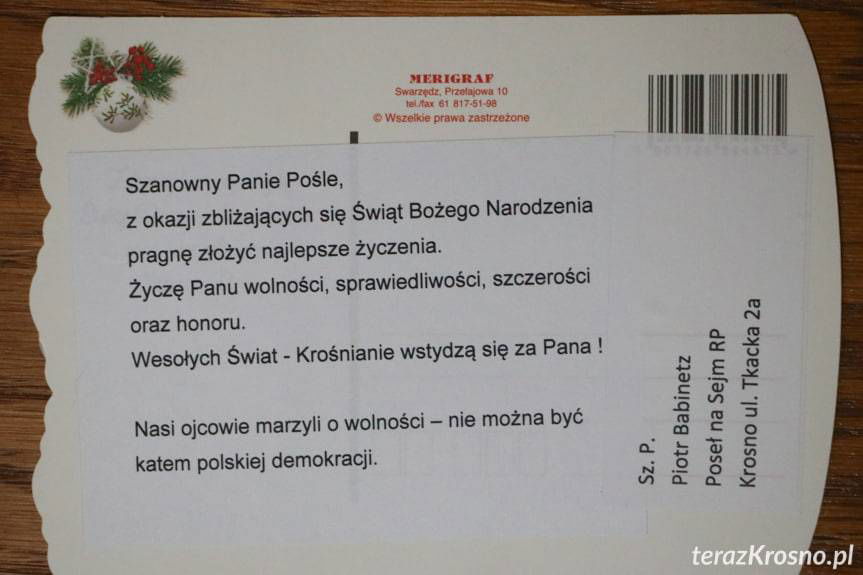 MERIGRAF
Swarzędz, Przełajowa 10
tel./fax 61 817-51-98
© Wszelkie prawa zastrzeżone
Szanowny Panie Pośle,
z okazji zbliżających się Świąt Bożego Narodzenia
pragnę złożyć najlepsze życzenia.
Życzę Panu wolności, sprawiedliwości, szczerości
oraz honoru.
Wesołych Świat - Krośnianie wstydzą się za Pana !
Nasi ojcowie marzyli o wolności – nie można być
katem polskiej demokracji.
Sz. P.
Piotr Babinetz
Poseł na Sejm RP
Krosno ul. Tkacka 2a
terazKrosno.pl